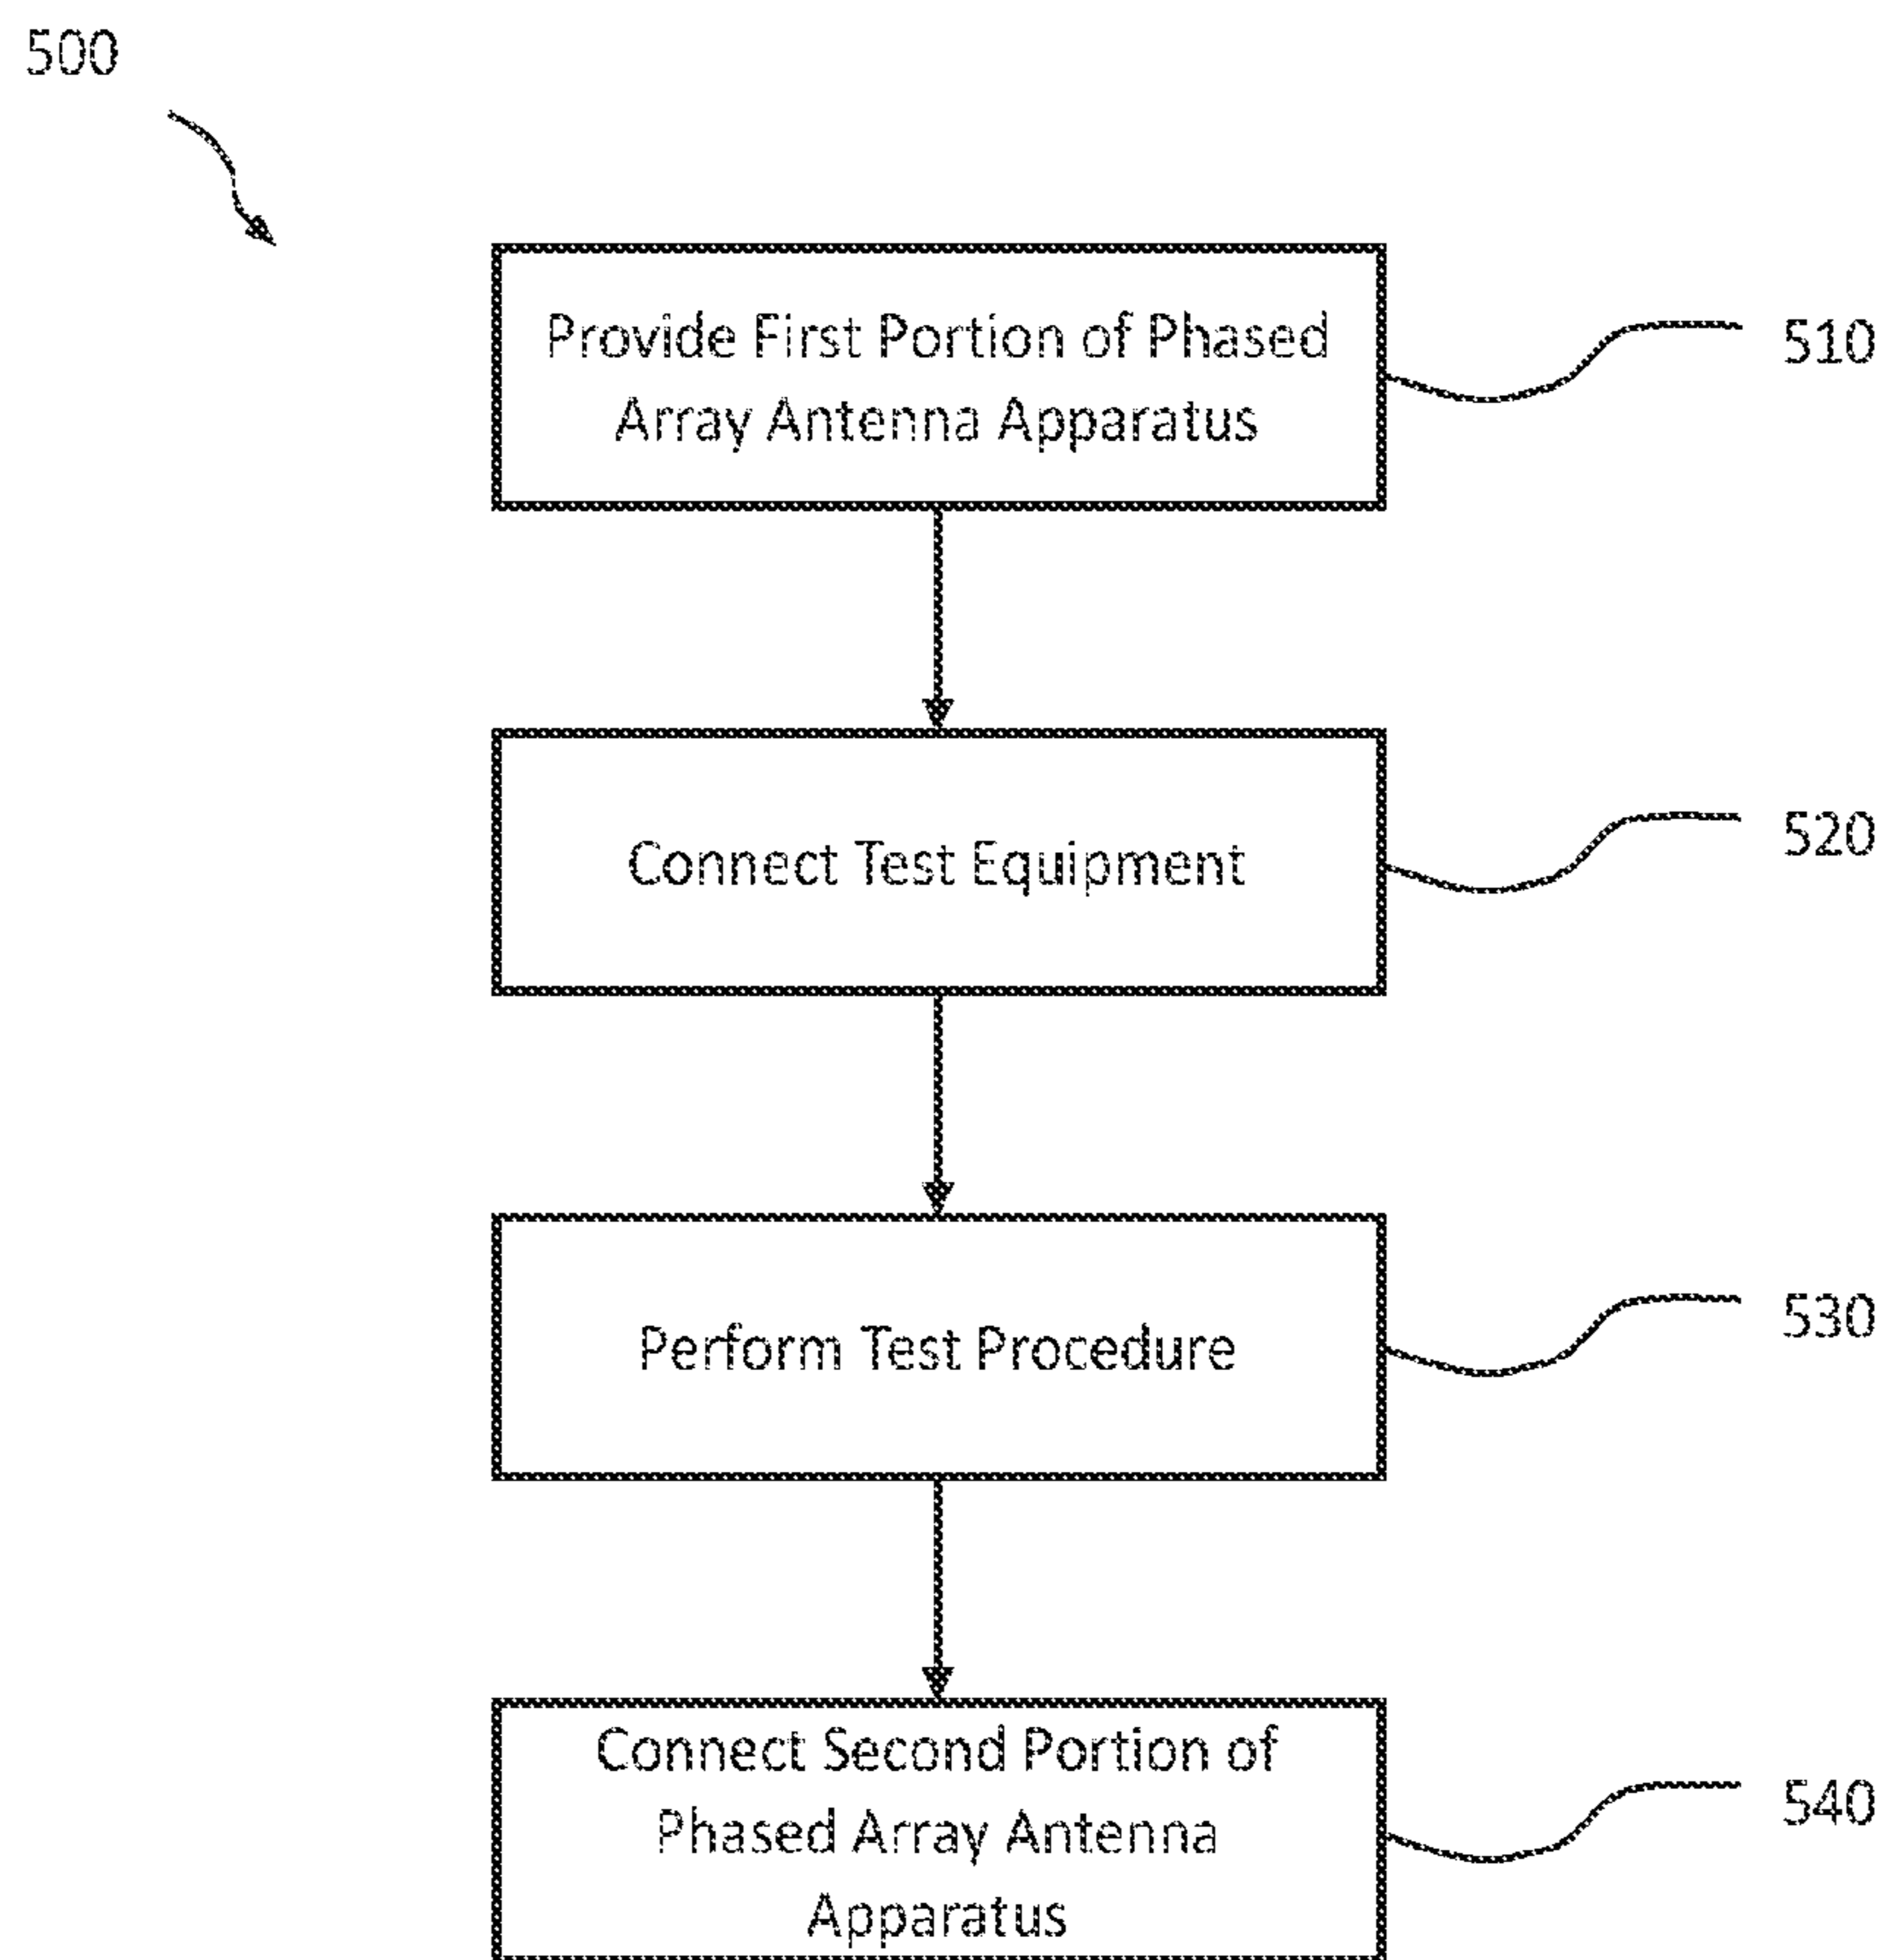 500
Provide First Portion of Phased
Array Antenna Apparatus
510
Connect Test Equipment
520
Perform Test Procedure
530
Connect Second Portion of
Phased Array Antenna
Apparatus
540